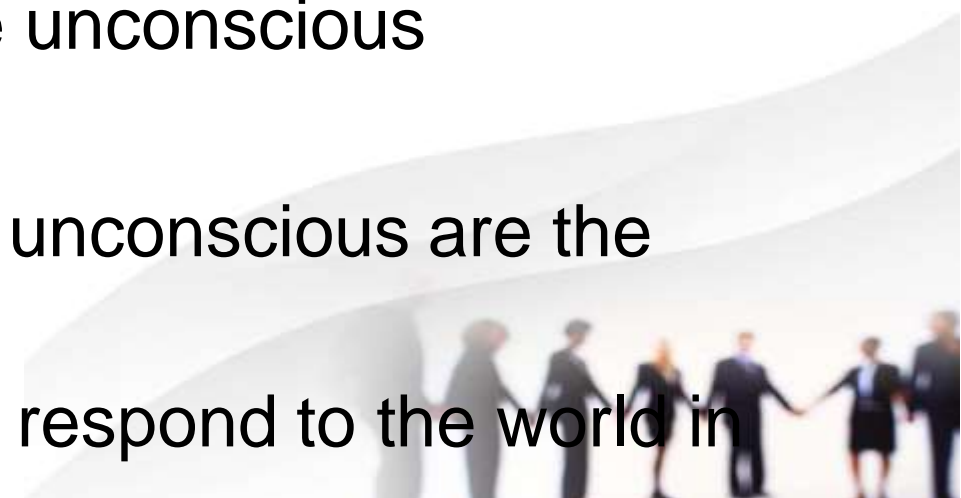 unconscious
unconscious are the
respond to the world in